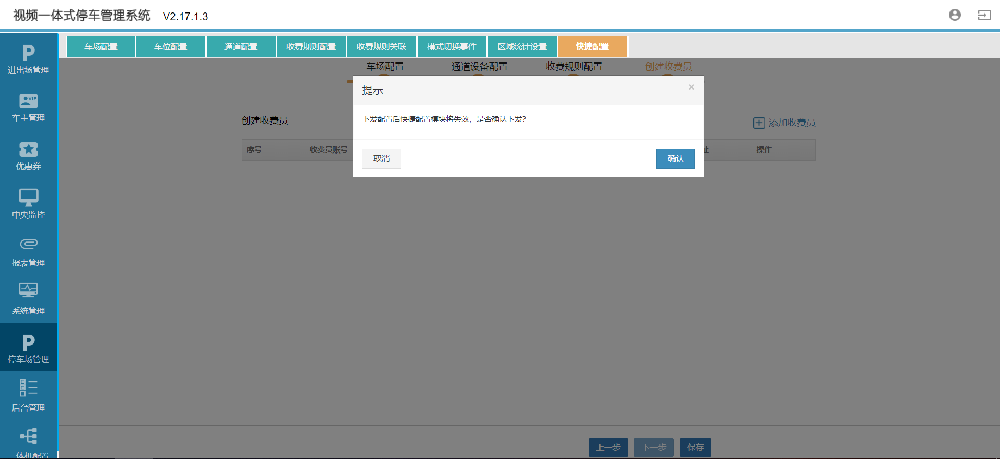 视频一体式停车管理系统 V2.17.1.3
车场配置 车位配置 通道配置 收费规则配置 收费规则关联 模式切换事件 区域统计设置 快捷配置
进出场管理
车主管理
VIP
优惠券
中央监控
报表管理
系统管理
停车场管理
后台管理
一体机配置
车场配置 通道设备配置 收费规则配置 创建收费员
提示 ×
下发配置后快捷配置模块将失效，是否确认下发?
取消 确认
创建收费员 添加收费员
序号 收费员账号 址 操作
上一步 下一步 保存